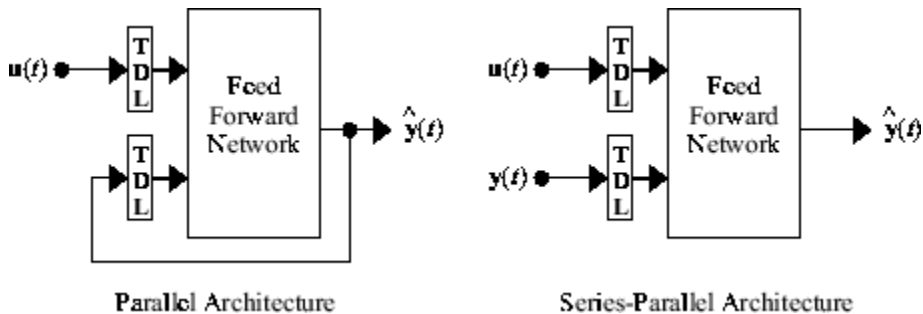 u(t)
T
D
L
T
D
L
Feed
Forward
Network
ŷ(t)
Parallel Architecture
u(t)
y(t)
T
D
L
T
D
L
Feed
Forward
Network
ŷ(t)
Series-Parallel Architecture